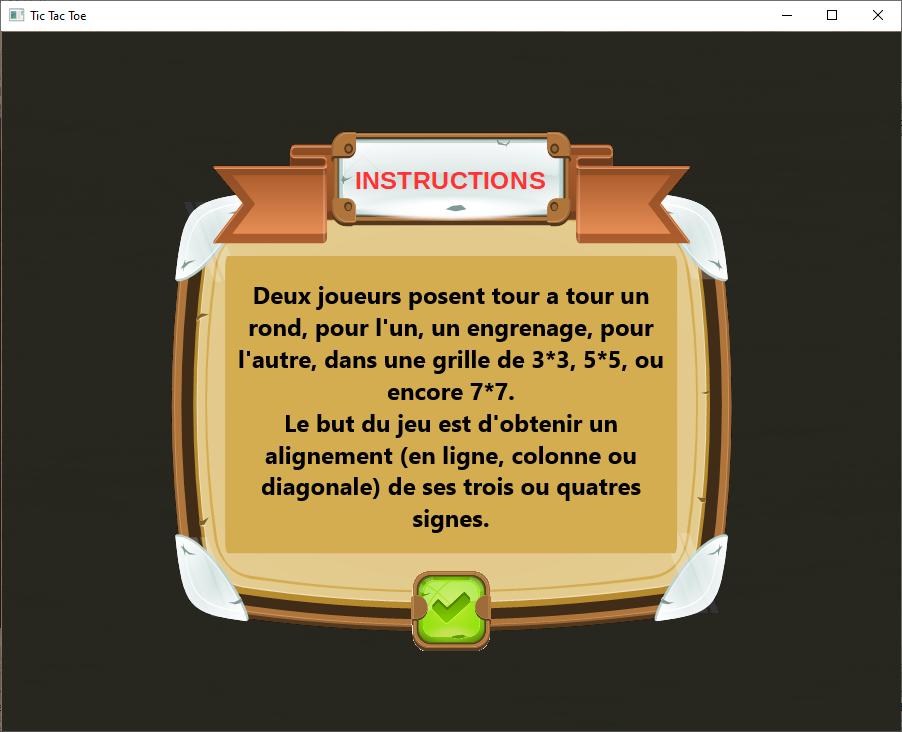 Tic Tac Toe
INSTRUCTIONS
Deux joueurs posent tour a tour un
rond, pour l'un, un engrenage, pour
l'autre, dans une grille de 3*3, 5*5, ou
encore 7*7.
Le but du jeu est d'obtenir un
alignement (en ligne, colonne ou
diagonale) de ses trois ou quatres
signes.